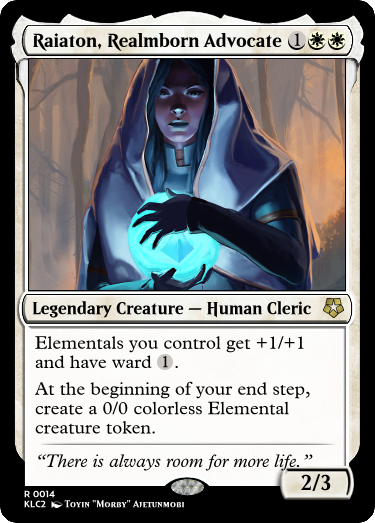 Raiaton, Realmborn Advocate 1
Legendary Creature — Human Cleric
Elementals you control get +1/+1
and have ward 1.
At the beginning of your end step,
create a 0/0 colorless Elemental
creature token.
“There is always room for more life.”
2/3
R 0014
KLC2 Toyin "Morby" Ajetunmobi